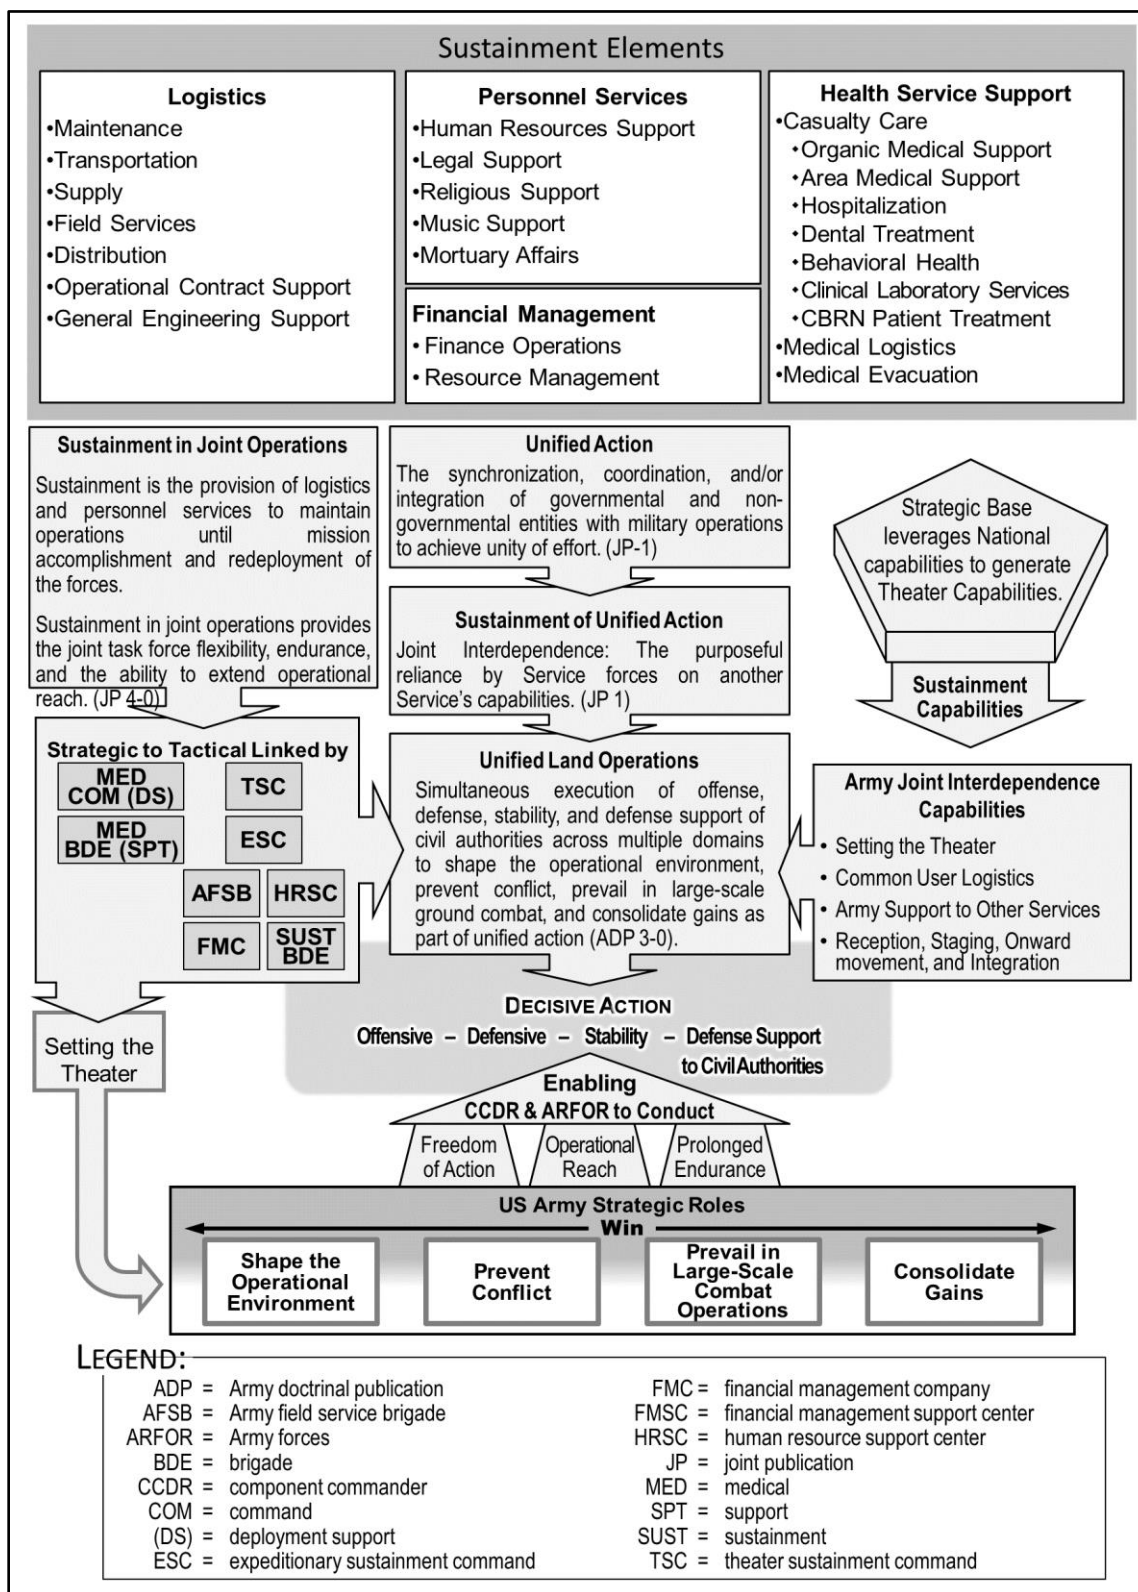 Sustainment Elements
Logistics
•Maintenance
•Transportation
•Supply
•Field Services
•Distribution
•Operational Contract Support
•General Engineering Support
Personnel Services
•Human Resources Support
•Legal Support
•Religious Support
•Music Support
•Mortuary Affairs
Financial Management
• Finance Operations
• Resource Management
Health Service Support
•Casualty Care
•Organic Medical Support
•Area Medical Support
•Hospitalization
•Dental Treatment
•Behavioral Health
•Clinical Laboratory Services
•CBRN Patient Treatment
•Medical Logistics
•Medical Evacuation
Sustainment in Joint Operations
Sustainment is the provision of logistics
and personnel services to maintain
operations until mission
accomplishment and redeployment of
the forces.
Sustainment in joint operations provides
the joint task force flexibility, endurance,
and the ability to extend operational
reach. (JP 4-0)
Unified Action
The synchronization, coordination, and/or
integration of governmental and non-
governmental entities with military operations
to achieve unity of effort. (JP-1)
Sustainment of Unified Action
Joint Interdependence: The purposeful
reliance by Service forces on another
Service’s capabilities. (JP 1)
Strategic Base
leverages National
capabilities to generate
Theater Capabilities.
Sustainment
Capabilities
Strategic to Tactical Linked by
MED
COM (DS)
TSC
MED
BDE (SPT)
ESC
AFSB
HRSC
FMC
SUST
BDE
Unified Land Operations
Simultaneous execution of offense,
defense, stability, and defense support of
civil authorities across multiple domains
to shape the operational environment,
prevent conflict, prevail in large-scale
ground combat, and consolidate gains as
part of unified action (ADP 3-0).
Army Joint Interdependence
Capabilities
• Setting the Theater
• Common User Logistics
• Army Support to Other Services
• Reception, Staging, Onward
movement, and Integration
Setting the
Theater
DECISIVE ACTION
Offensive – Defensive – Stability – Defense Support
to Civil Authorities
Enabling
CCDR & ARFOR to Conduct
Freedom
of Action
Operational
Reach
Prolonged
Endurance
US Army Strategic Roles
Win
Shape the
Operational
Environment
Prevent
Conflict
Prevail in
Large-Scale
Combat
Operations
Consolidate
Gains
LEGEND:
ADP = Army doctrinal publication
AFSB = Army field service brigade
ARFOR = Army forces
BDE = brigade
CCDR = component commander
COM = command
(DS) = deployment support
ESC = expeditionary sustainment command
FMC = financial management company
FMSC = financial management support center
HRSC = human resource support center
JP = joint publication
MED = medical
SPT = support
SUST = sustainment
TSC = theater sustainment command